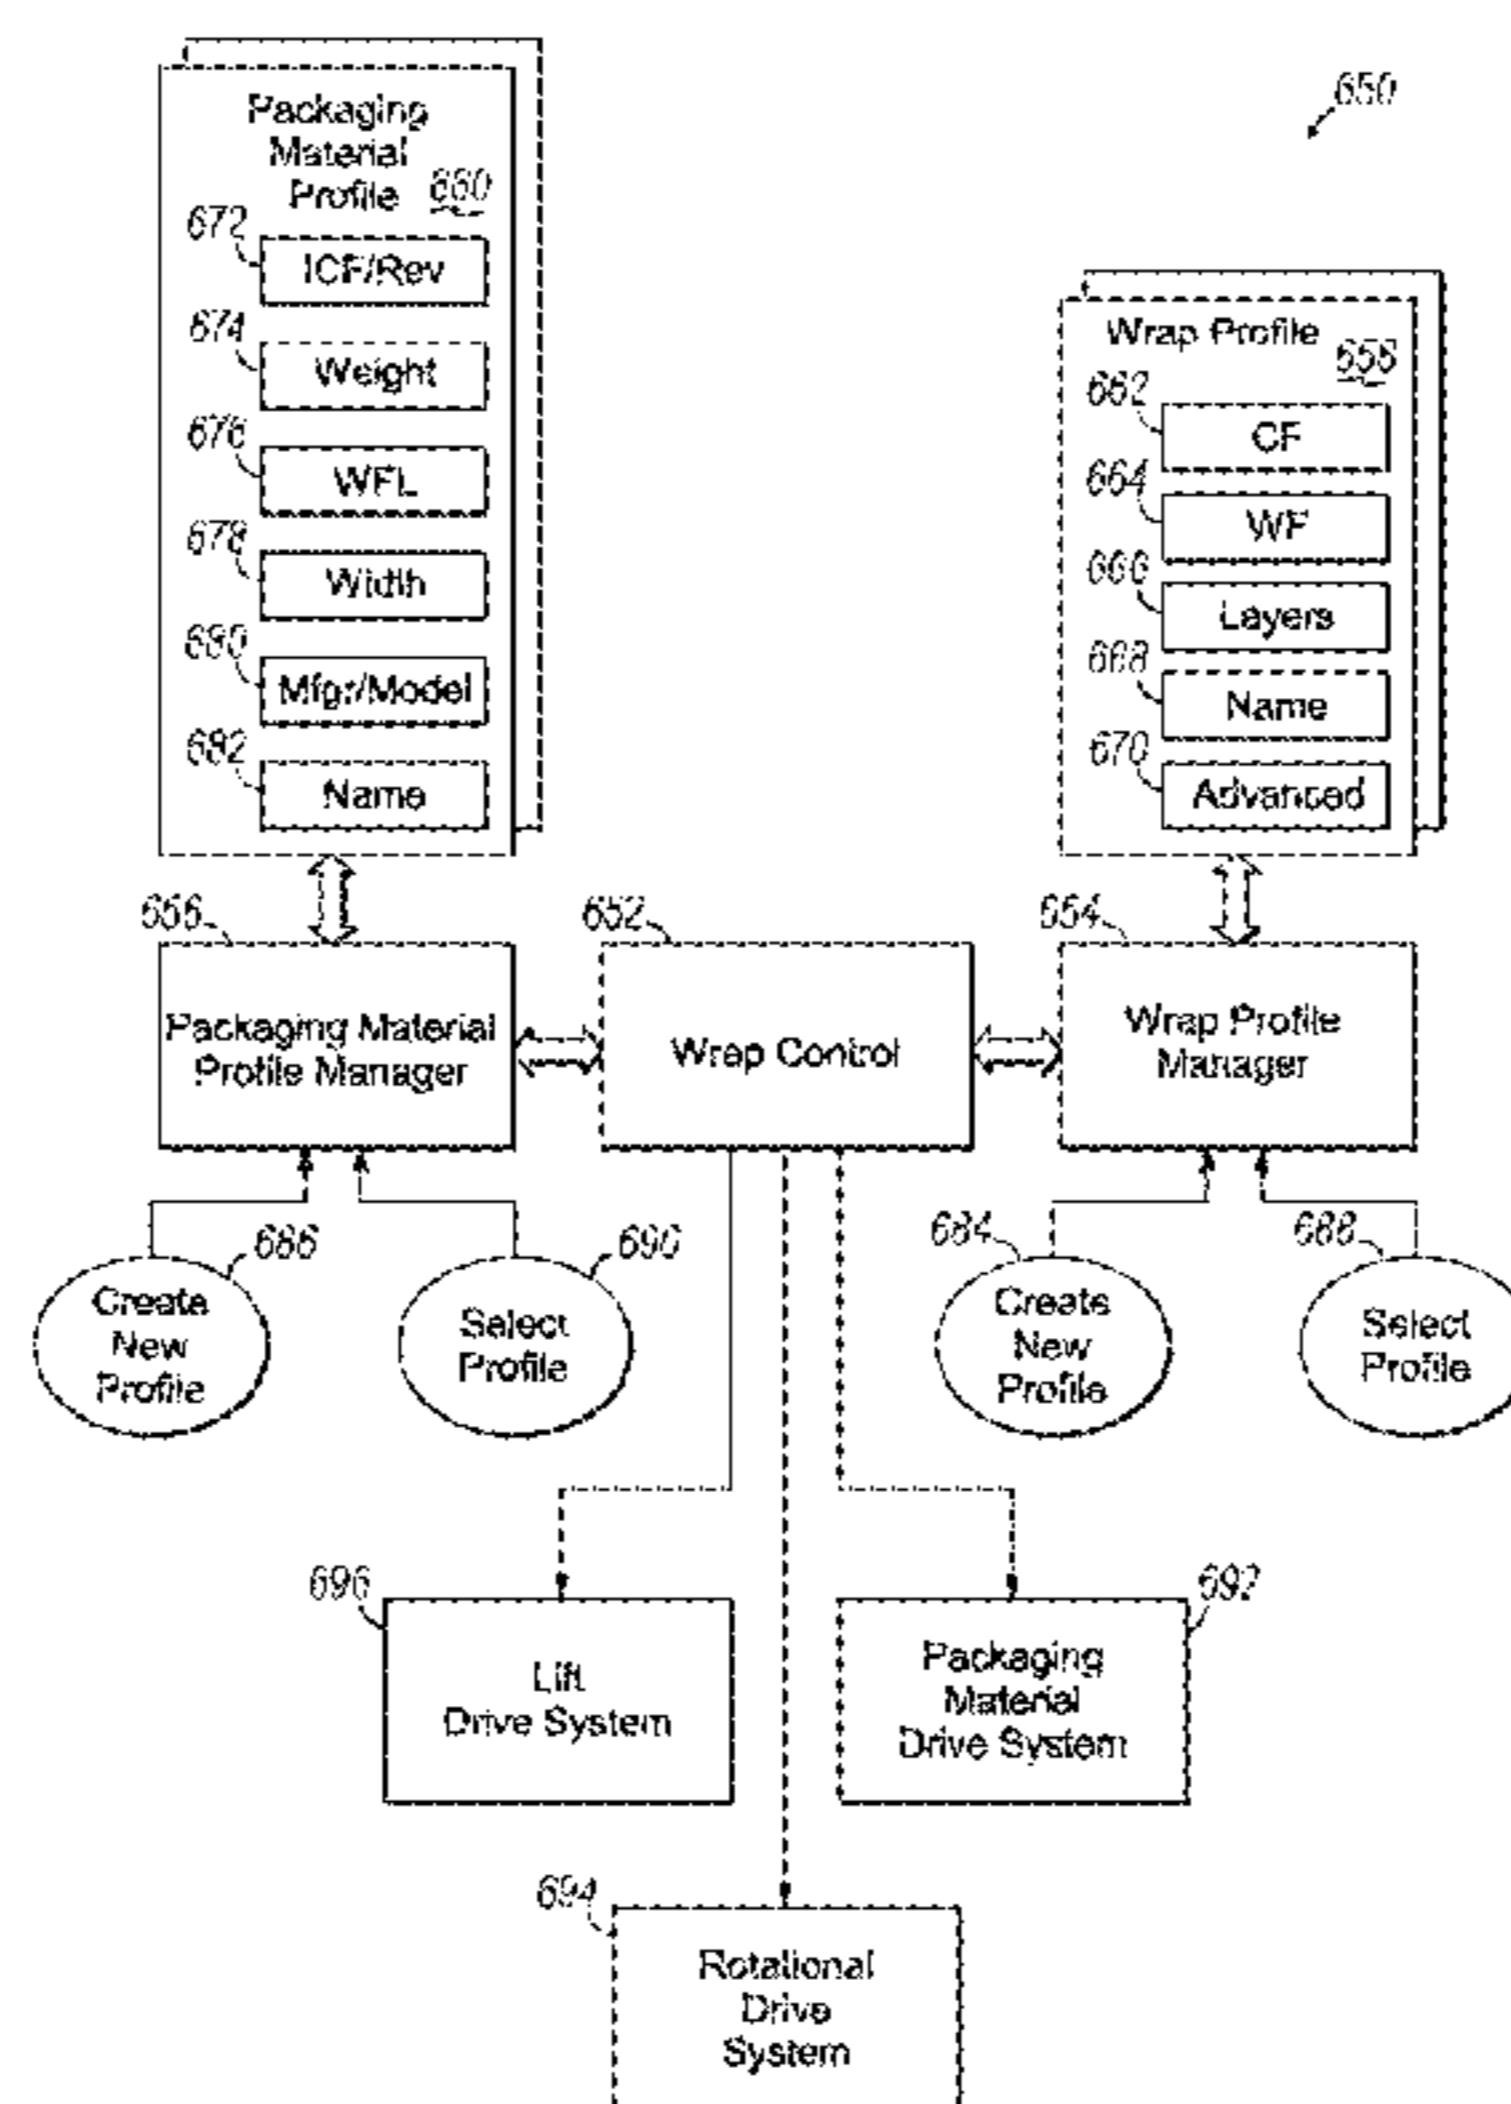 650
Packaging
Material
Profile 660
672
ICF/Rev
674
Weight
676
WFL
678
Width
680
Mfgr/Model
682
Name
Wrap Profile
658
662
CF
664
WF
666
Layers
668
Name
670
Advanced
656
Packaging Material
Profile Manager
652
Wrap Control
654
Wrap Profile
Manager
686
Create
New
Profile
690
Select
Profile
684
Create
New
Profile
688
Select
Profile
696
Lift
Drive System
692
Packaging
Material
Drive System
694
Rotational
Drive
System